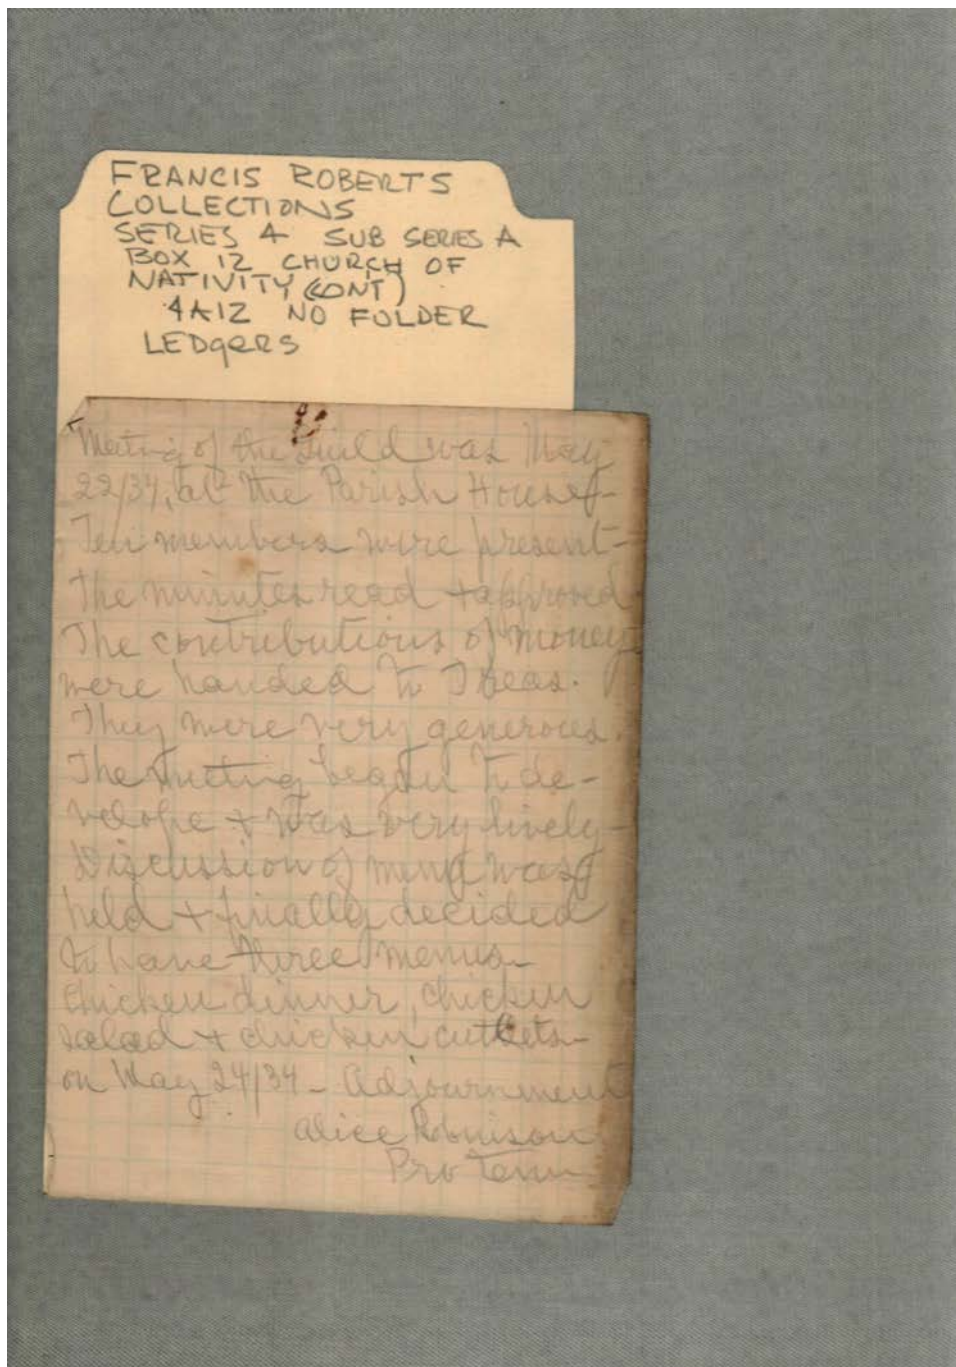 FRANCIS ROBERTS
COLLECTIONS
SERIES 4 SUB SERIES A
BOX 12 CHURCH OF
NATIVITY (CONT)
4A12 NO FOLDER
LEDgERS
Meeting of the Guild was May
22/34, at the Parish House-
Ten members were present-
The minutes read + approved
The contributions of money
were handed to Treas.
They were very generous.
The Meeting began to de-
velope + was very lively-
Discussion of menu was
held + finally decided
to have three menus-
Chicken dinner, chicken
salad + chicken cutlets-
on May 24/34 - Adjournment
Alice Robinson
Pro Tem